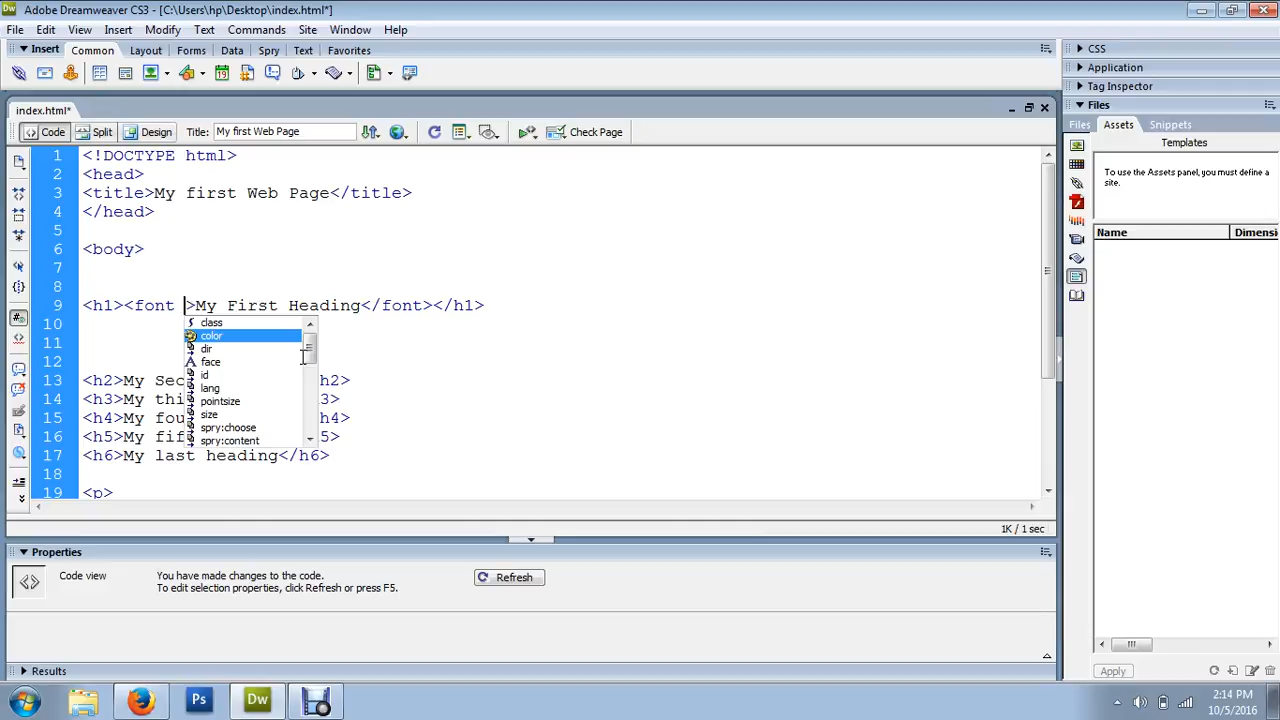 Dw Adobe Dreamweaver CS3 - [C:\Users\hp\Desktop\index.html*]
File Edit View Insert Modify Text Commands Site Window Help
Insert Common Layout Forms Data Spry Text Favorites
index.html*
Code Split Design Title: My first Web Page Check Page
1 <!DOCTYPE html>
2 <head>
3 <title>My first Web Page</title>
4 </head>
5
6 <body>
7
8
9 <h1><font >My First Heading</font></h1>
10
11
12
class
color
dir
face
id
lang
pointsize
size
spry:choose
spry:content
13 <h2>My Sec h2>
14 <h3>My thi 3>
15 <h4>My fou h4>
16 <h5>My fif 5>
17 <h6>My last heading</h6>
18
19 <p>
1K / 1 sec
Properties
Code view You have made changes to the code.
To edit selection properties, click Refresh or press F5.
Refresh
Results
CSS
Application
Tag Inspector
Files
Files Assets Snippets
Templates
To use the Assets panel, you must define a
site.
Name Dimensi
Apply
Ps Dw
2:14 PM
10/5/2016